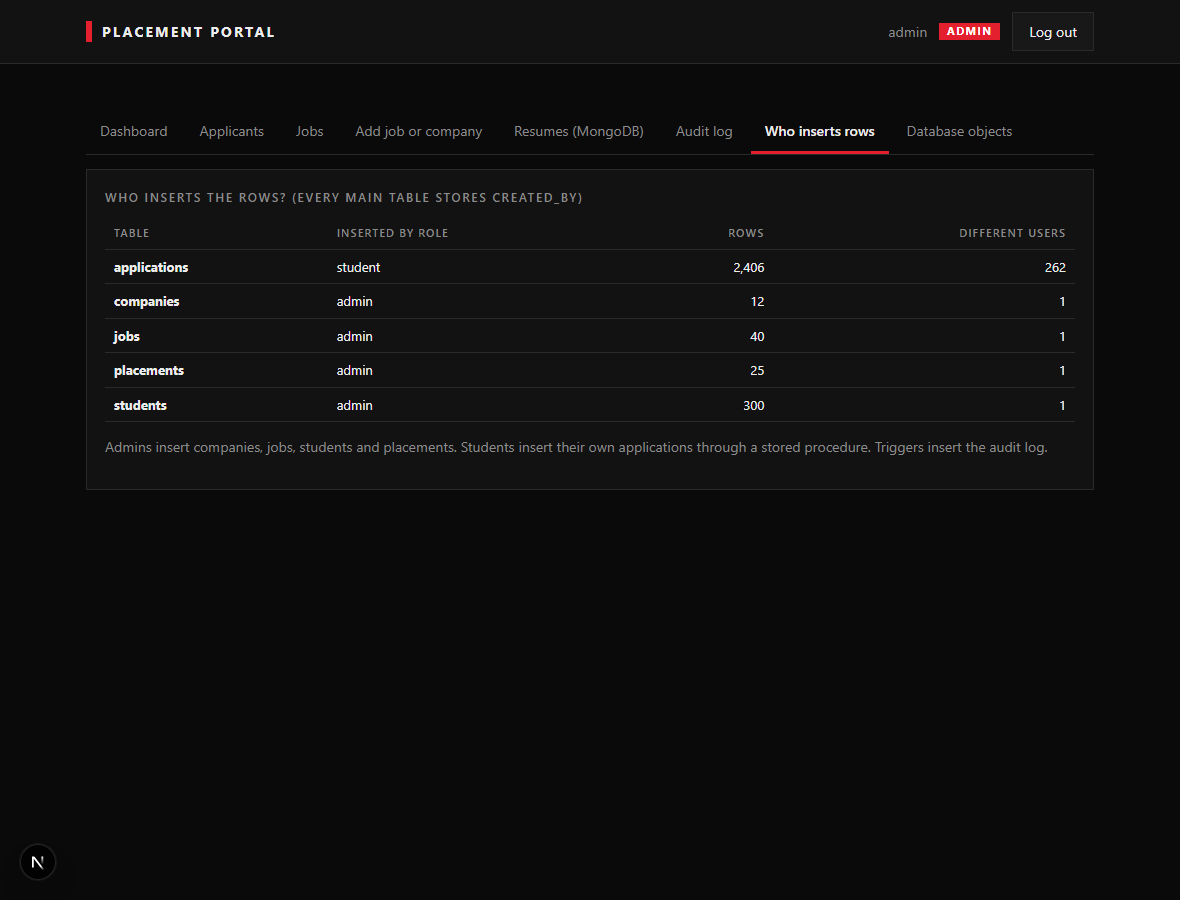 PLACEMENT PORTAL
admin ADMIN Log out
Dashboard Applicants Jobs Add job or company Resumes (MongoDB) Audit log Who inserts rows Database objects
WHO INSERTS THE ROWS? (EVERY MAIN TABLE STORES CREATED_BY)
TABLE INSERTED BY ROLE ROWS DIFFERENT USERS
applications student 2,406 262
companies admin 12 1
jobs admin 40 1
placements admin 25 1
students admin 300 1
Admins insert companies, jobs, students and placements. Students insert their own applications through a stored procedure. Triggers insert the audit log.
N